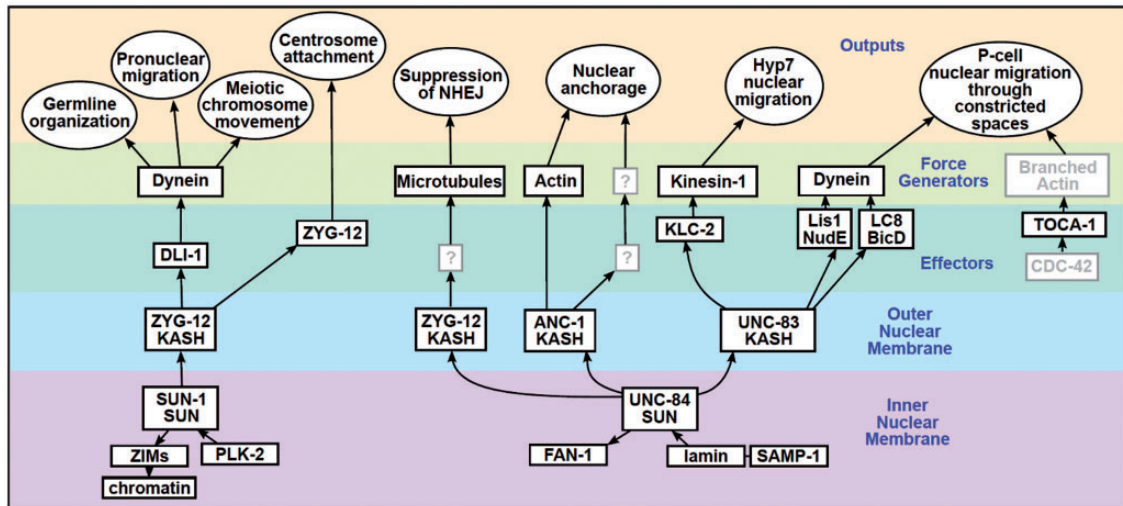 Outputs
Centrosome
attachment
Pronuclear
migration
Germline
organization
Meiotic
chromosome
movement
Suppression
of NHEJ
Nuclear
anchorage
Hyp7
nuclear
migration
P-cell
nuclear migration
through
constricted
spaces
Dynein
Microtubules
Actin
?
Kinesin-1
Dynein
Force
Generators
Branched
Actin
DLI-1
ZYG-12
?
?
KLC-2
Lis1
NudE
LC8
BicD
Effectors
TOCA-1
CDC-42
ZYG-12
KASH
ZYG-12
KASH
ANC-1
KASH
UNC-83
KASH
Outer
Nuclear
Membrane
SUN-1
SUN
UNC-84
SUN
Inner
Nuclear
Membrane
ZIMs
PLK-2
FAN-1
lamin
SAMP-1
chromatin